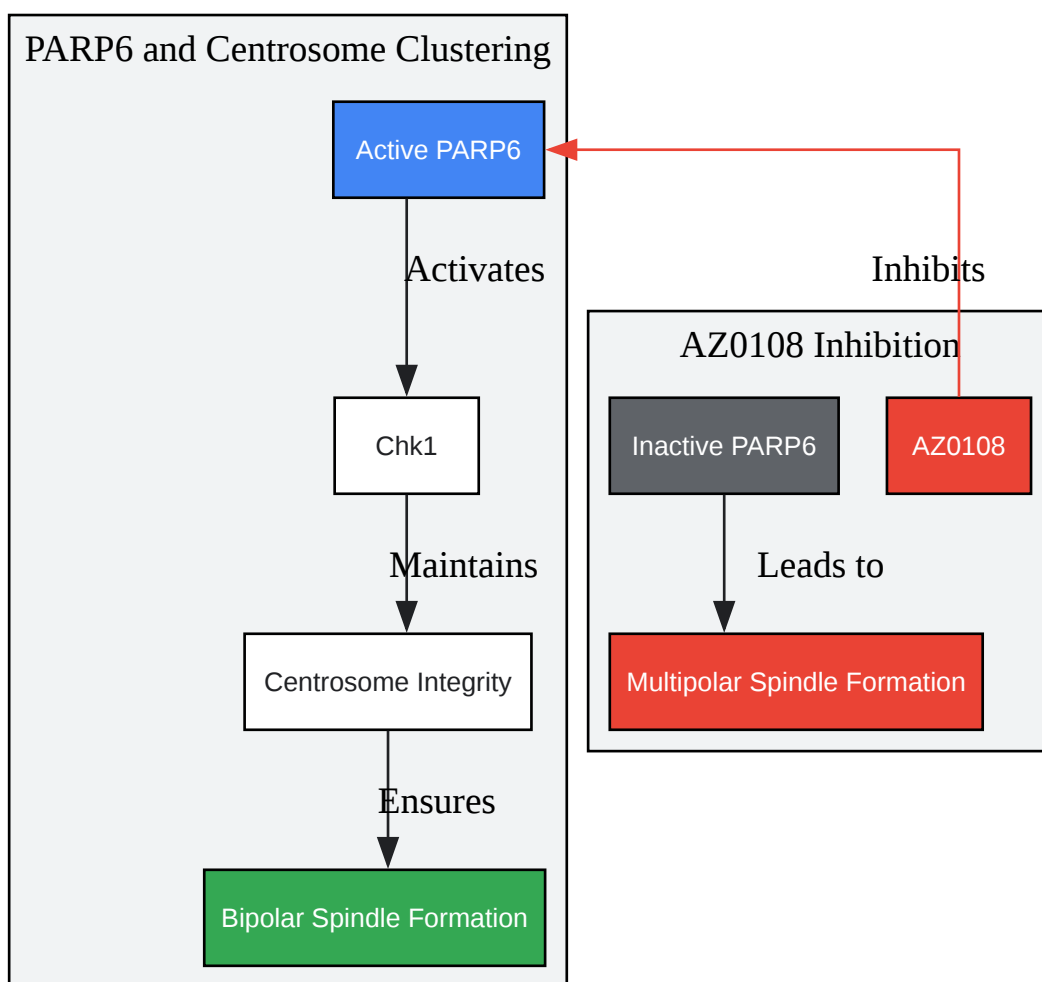 PARP6 and Centrosome Clustering
Active PARP6
Activates
Chk1
Maintains
Centrosome Integrity
Ensures
Bipolar Spindle Formation
Inhibits
AZ0108 Inhibition
Inactive PARP6
AZ0108
Leads to
Multipolar Spindle Formation